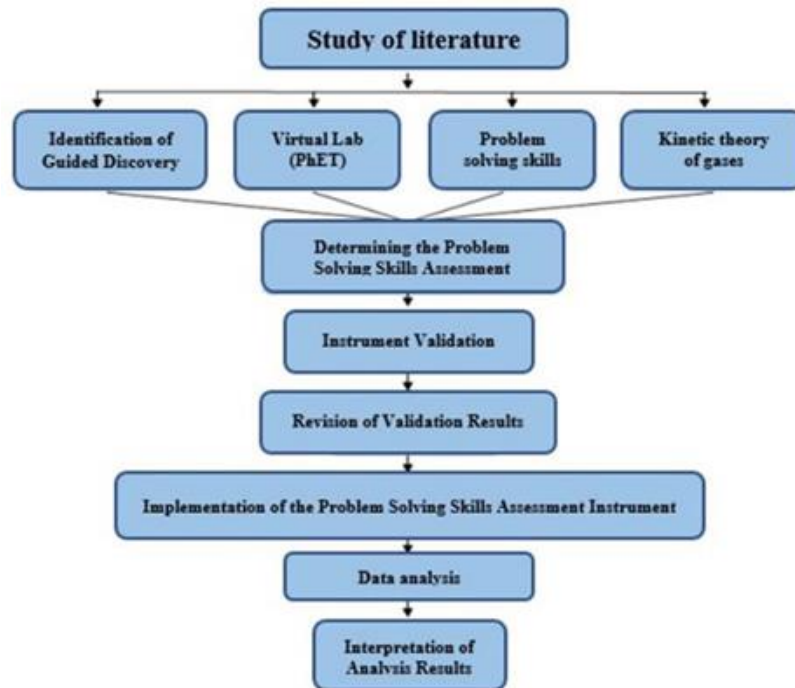 Study of literature
Identification of
Guided Discovery
Virtual Lab
(PhET)
Problem
solving skills
Kinetic theory
of gases
Determining the Problem
Solving Skills Assessment
Instrument Validation
Revision of Validation Results
Implementation of the Problem Solving Skills Assessment Instrument
Data analysis
Interpretation of
Analysis Results